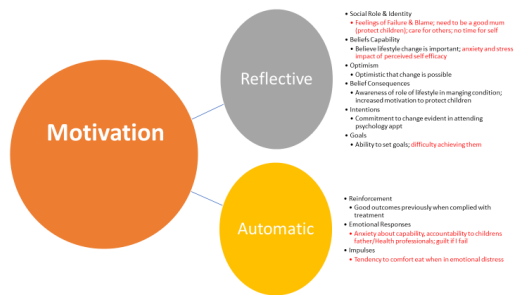 Motivation
Reflective
• Social Role & Identity
• Feelings of Failure & Blame; need to be a good mum
(protect children); care for others; no time for self
• Beliefs Capability
• Believe lifestyle change is important; anxiety and stress
impact of perceived self efficacy
• Optimism
• Optimistic that change is possible
• Belief Consequences
• Awareness of role of lifestyle in manging condition;
increased motivation to protect children
• Intentions
• Commitment to change evident in attending
psychology appt
• Goals
• Ability to set goals; difficulty achieving them
Automatic
• Reinforcement
• Good outcomes previously when complied with
treatment
• Emotional Responses
• Anxiety about capability, accountability to childrens
father/Health professionals; guilt if I fail
• Impulses
• Tendency to comfort eat when in emotional distress